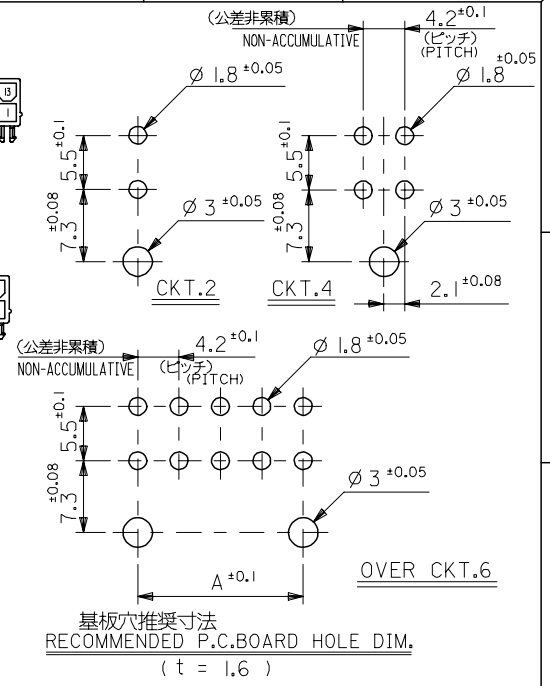 (公差非累積)
NON-ACCUMULATIVE
4.2 ±0.1
(ピッチ)
(PITCH)
Ø 1.8 ±0.05
Ø 1.8 ±0.05
13
1
5.5 ±0.1
7.3 ±0.08
5.5 ±0.1
7.3 ±0.08
Ø 3 ±0.05
Ø 3 ±0.05
CKT.2
CKT.4
2.1 ±0.08
(公差非累積)
NON-ACCUMULATIVE
4.2 ±0.1
(ピッチ)
(PITCH)
Ø 1.8 ±0.05
5.5 ±0.1
7.3 ±0.08
Ø 3 ±0.05
A ±0.1
OVER CKT.6
基板穴推奨寸法
RECOMMENDED P.C.BOARD HOLE DIM.
( t = 1.6 )